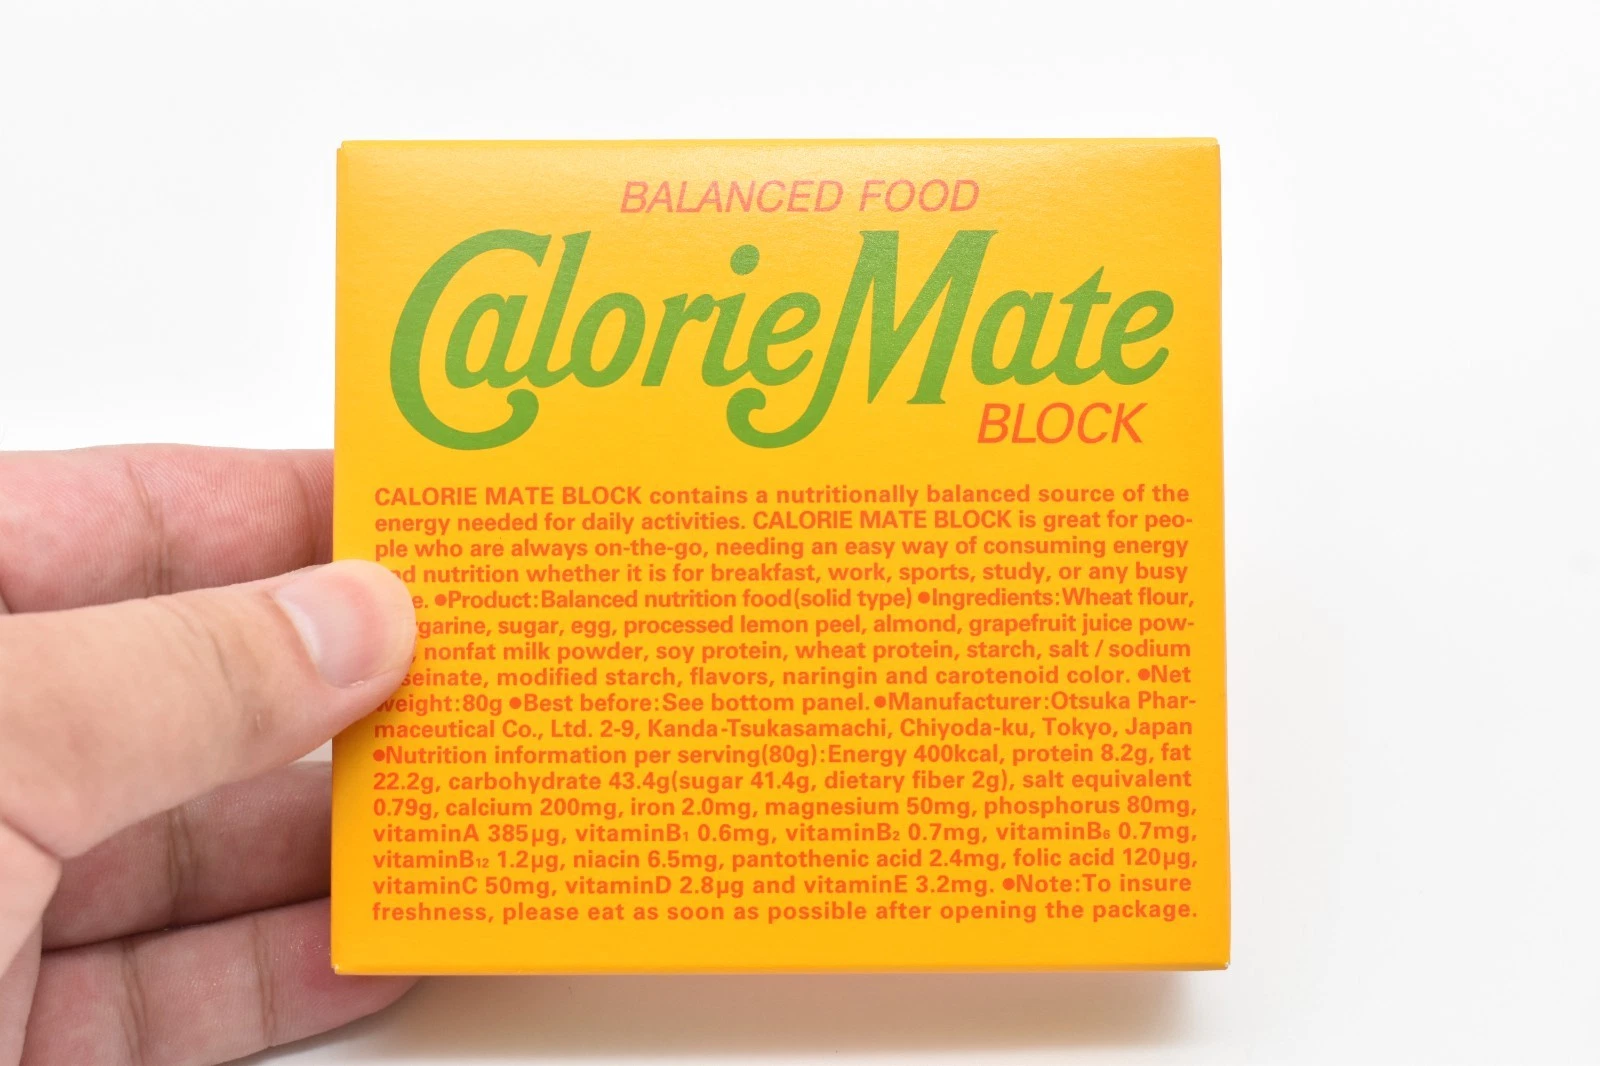 BALANCED FOOD
CalorieMate
BLOCK
CALORIE MATE BLOCK contains a nutritionally balanced source of the
energy needed for daily activities. CALORIE MATE BLOCK is great for peo-
ple who are always on-the-go, needing an easy way of consuming energy
nutrition whether it is for breakfast, work, sports, study, or any busy
●Product:Balanced nutrition food(solid type) ●Ingredients:Wheat flour,
sugar, egg, processed lemon peel, almond, grapefruit juice pow-
nonfat milk powder, soy protein, wheat protein, starch, salt / sodium
modified starch, flavors, naringin and carotenoid color. ●Net
weight:80g ●Best before:See bottom panel. ●Manufacturer:Otsuka Phar-
maceutical Co., Ltd. 2-9, Kanda-Tsukasamachi, Chiyoda-ku, Tokyo, Japan
●Nutrition information per serving(80g):Energy 400kcal, protein 8.2g, fat
22.2g, carbohydrate 43.4g(sugar 41.4g, dietary fiber 2g), salt equivalent
0.79g, calcium 200mg, iron 2.0mg, magnesium 50mg, phosphorus 80mg,
vitaminA 385μg, vitaminB₁ 0.6mg, vitaminB₂ 0.7mg, vitaminB₆ 0.7mg,
vitaminB₁₂ 1.2μg, niacin 6.5mg, pantothenic acid 2.4mg, folic acid 120μg,
vitaminC 50mg, vitaminD 2.8μg and vitaminE 3.2mg. ●Note:To insure
freshness, please eat as soon as possible after opening the package.